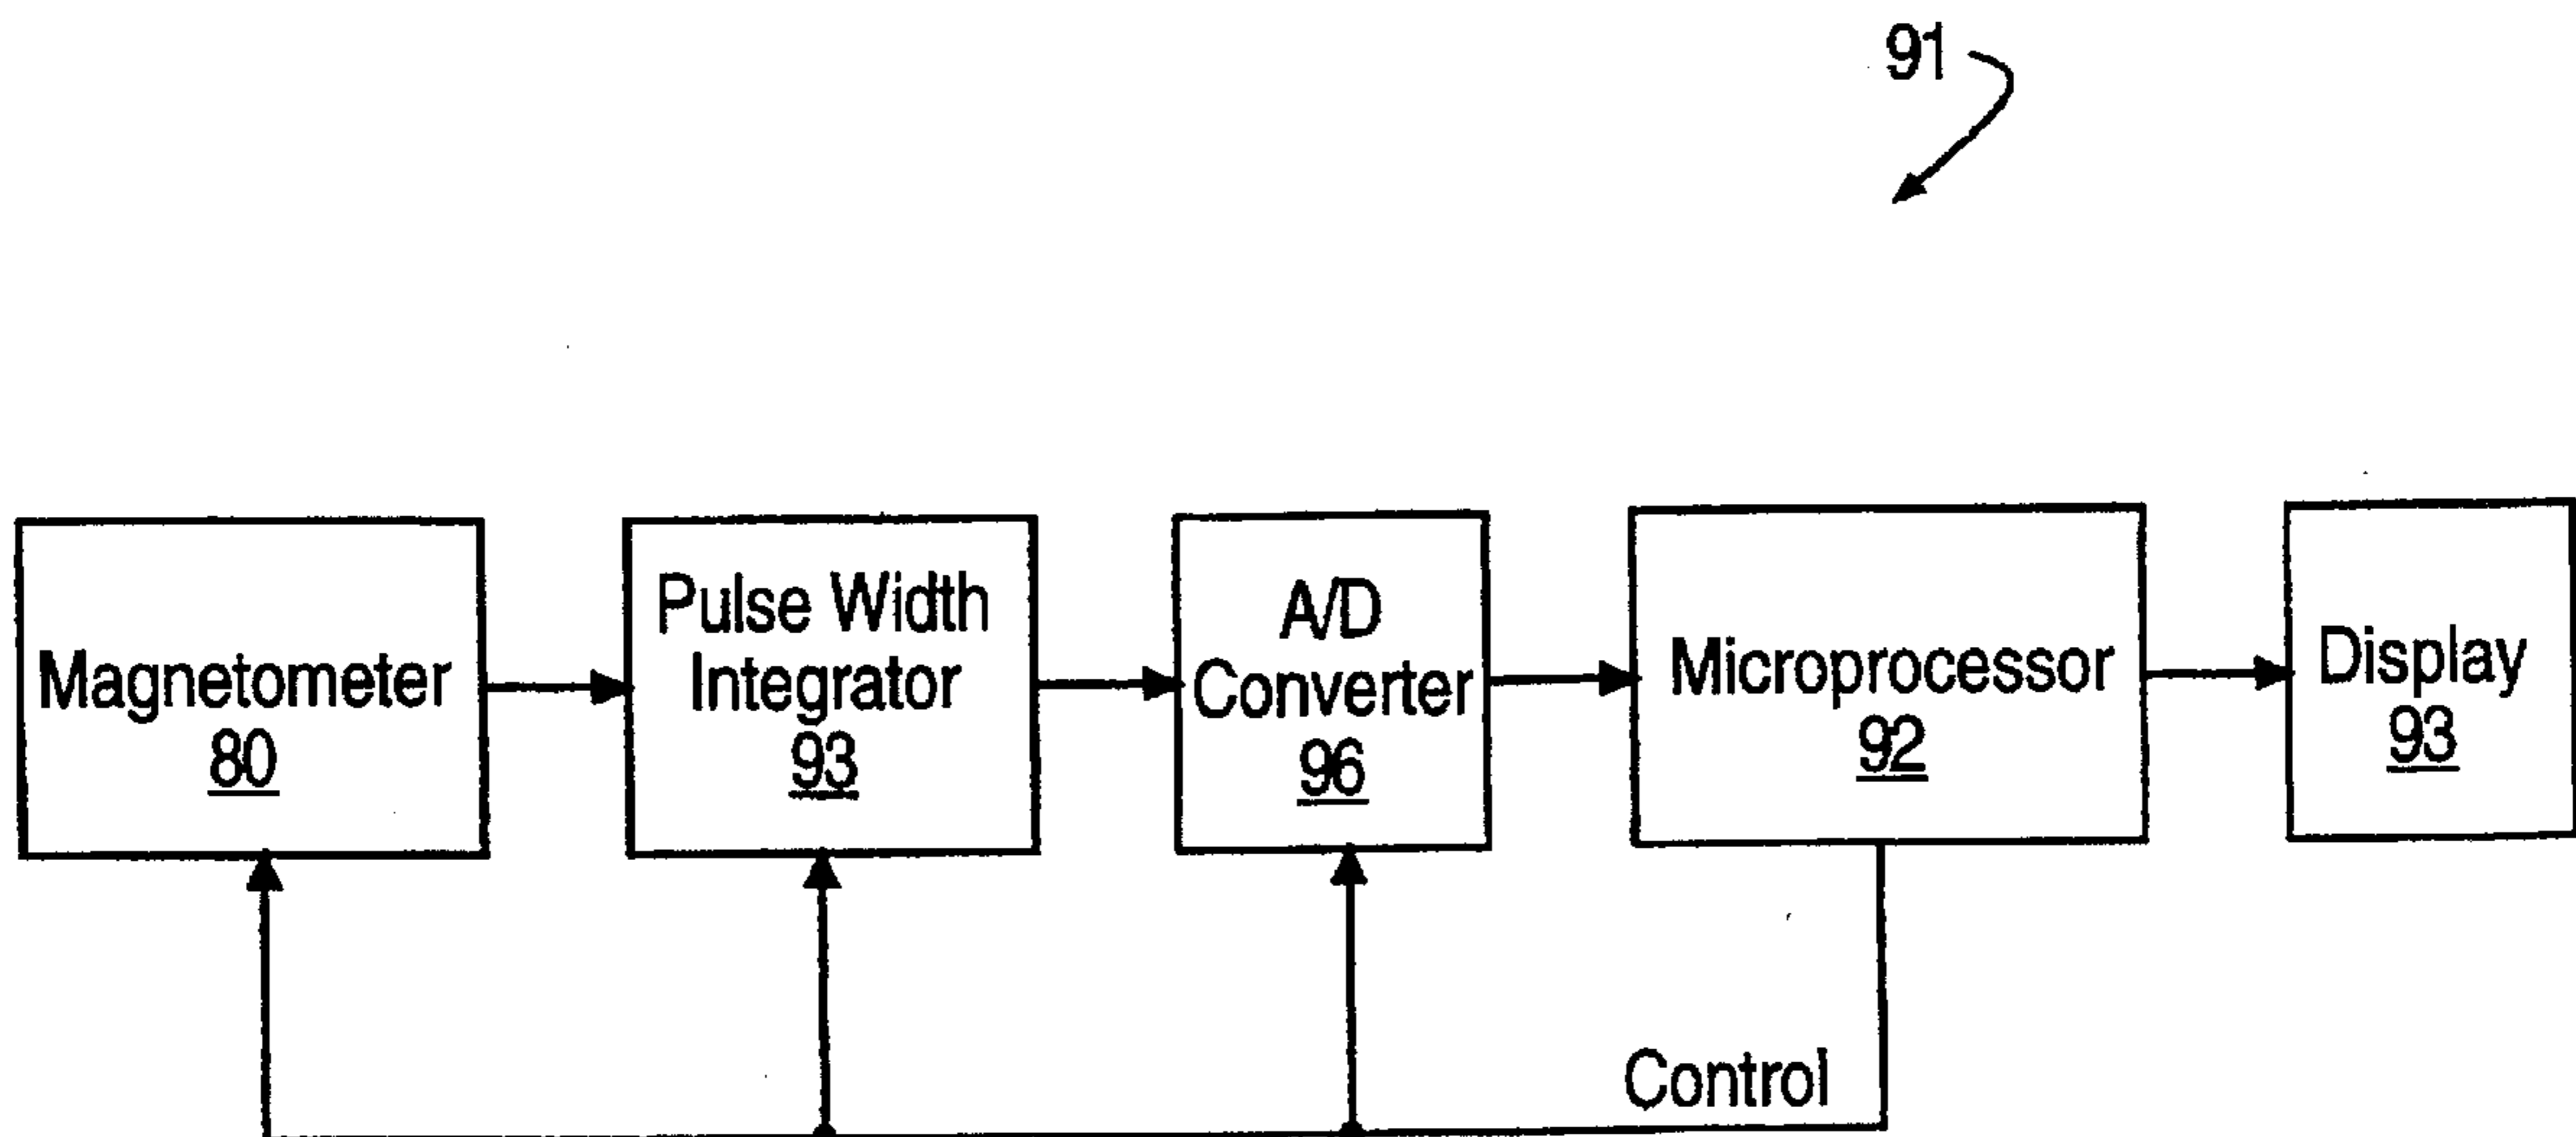 91
Magnetometer
80
Pulse Width
Integrator
93
A/D
Converter
96
Microprocessor
92
Display
93
Control